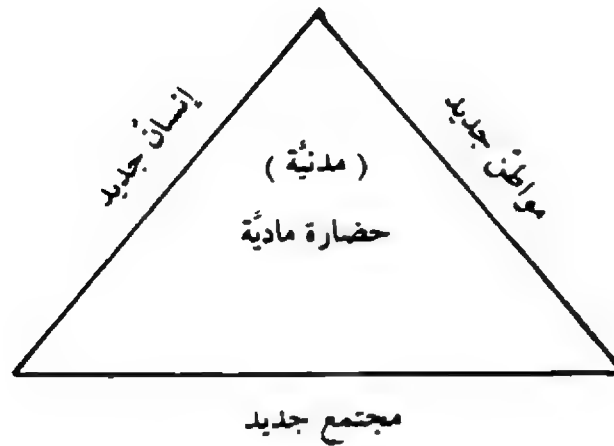 إنسانٌ جديد
مواطنٌ جديد
( مدنيَّة )
حضارة ماديَّة
مجتمع جديد